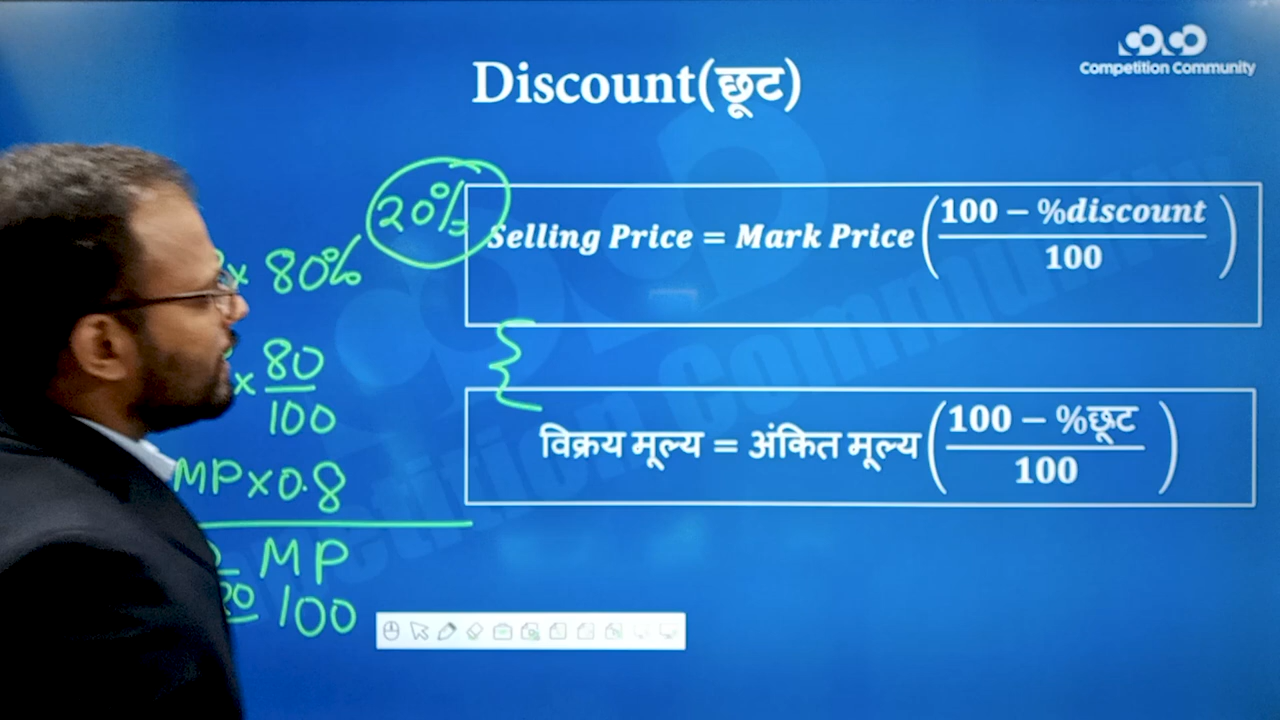 Competition Community
Discount(छूट)
20%
Selling Price = Mark Price (100 − %discount / 100)
x 80%
x 80/100
विक्रय मूल्य = अंकित मूल्य (100 − %छूट / 100)
MP x 0.8
MP
100